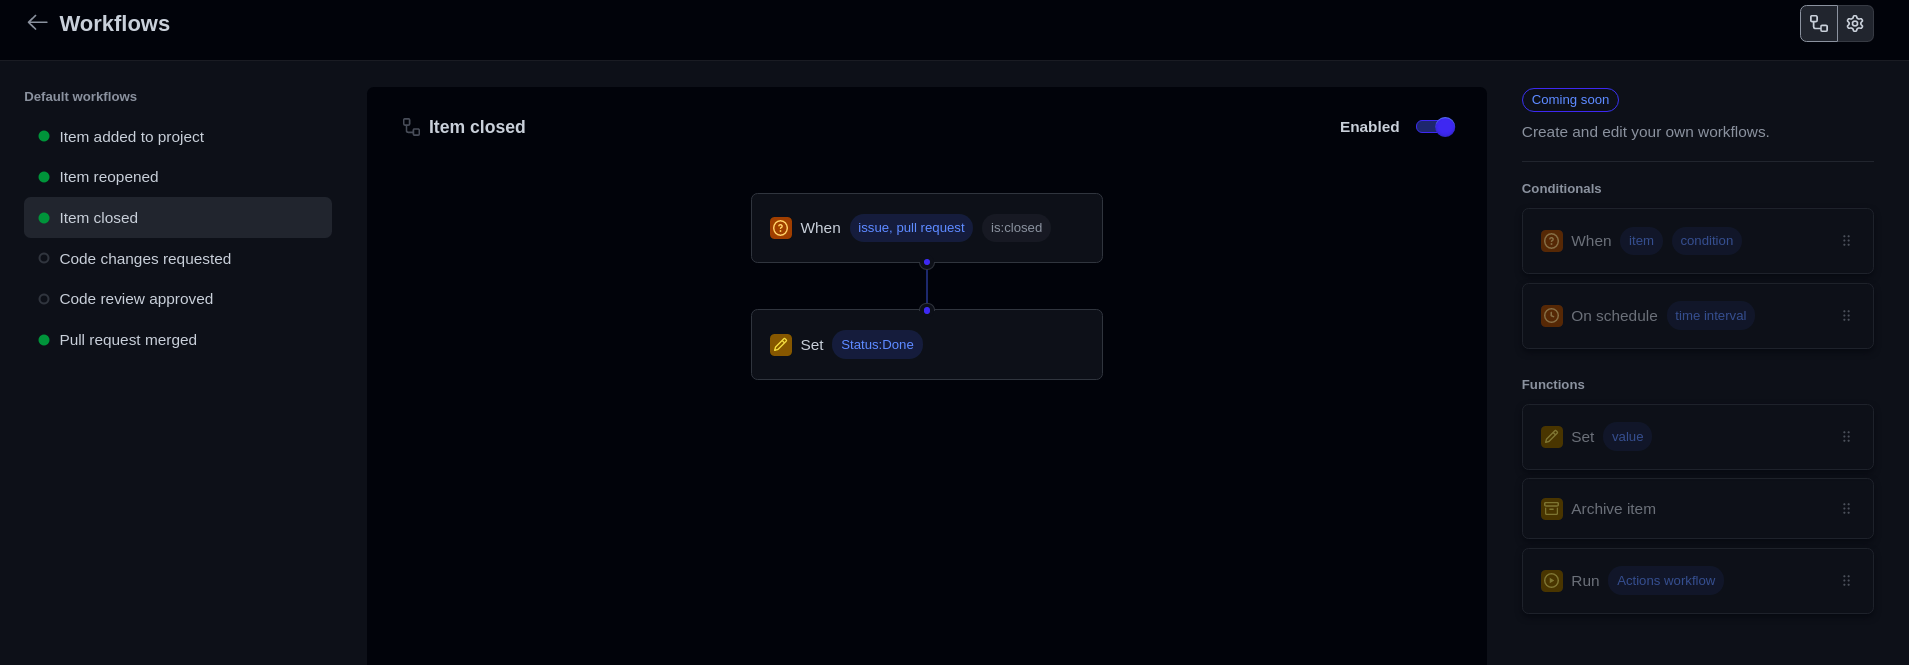 Workflows
Default workflows
Item added to project
Item reopened
Item closed
Code changes requested
Code review approved
Pull request merged
Item closed
Enabled
When issue, pull request is:closed
Set Status:Done
Coming soon
Create and edit your own workflows.
Conditionals
When item condition
On schedule time interval
Functions
Set value
Archive item
Run Actions workflow